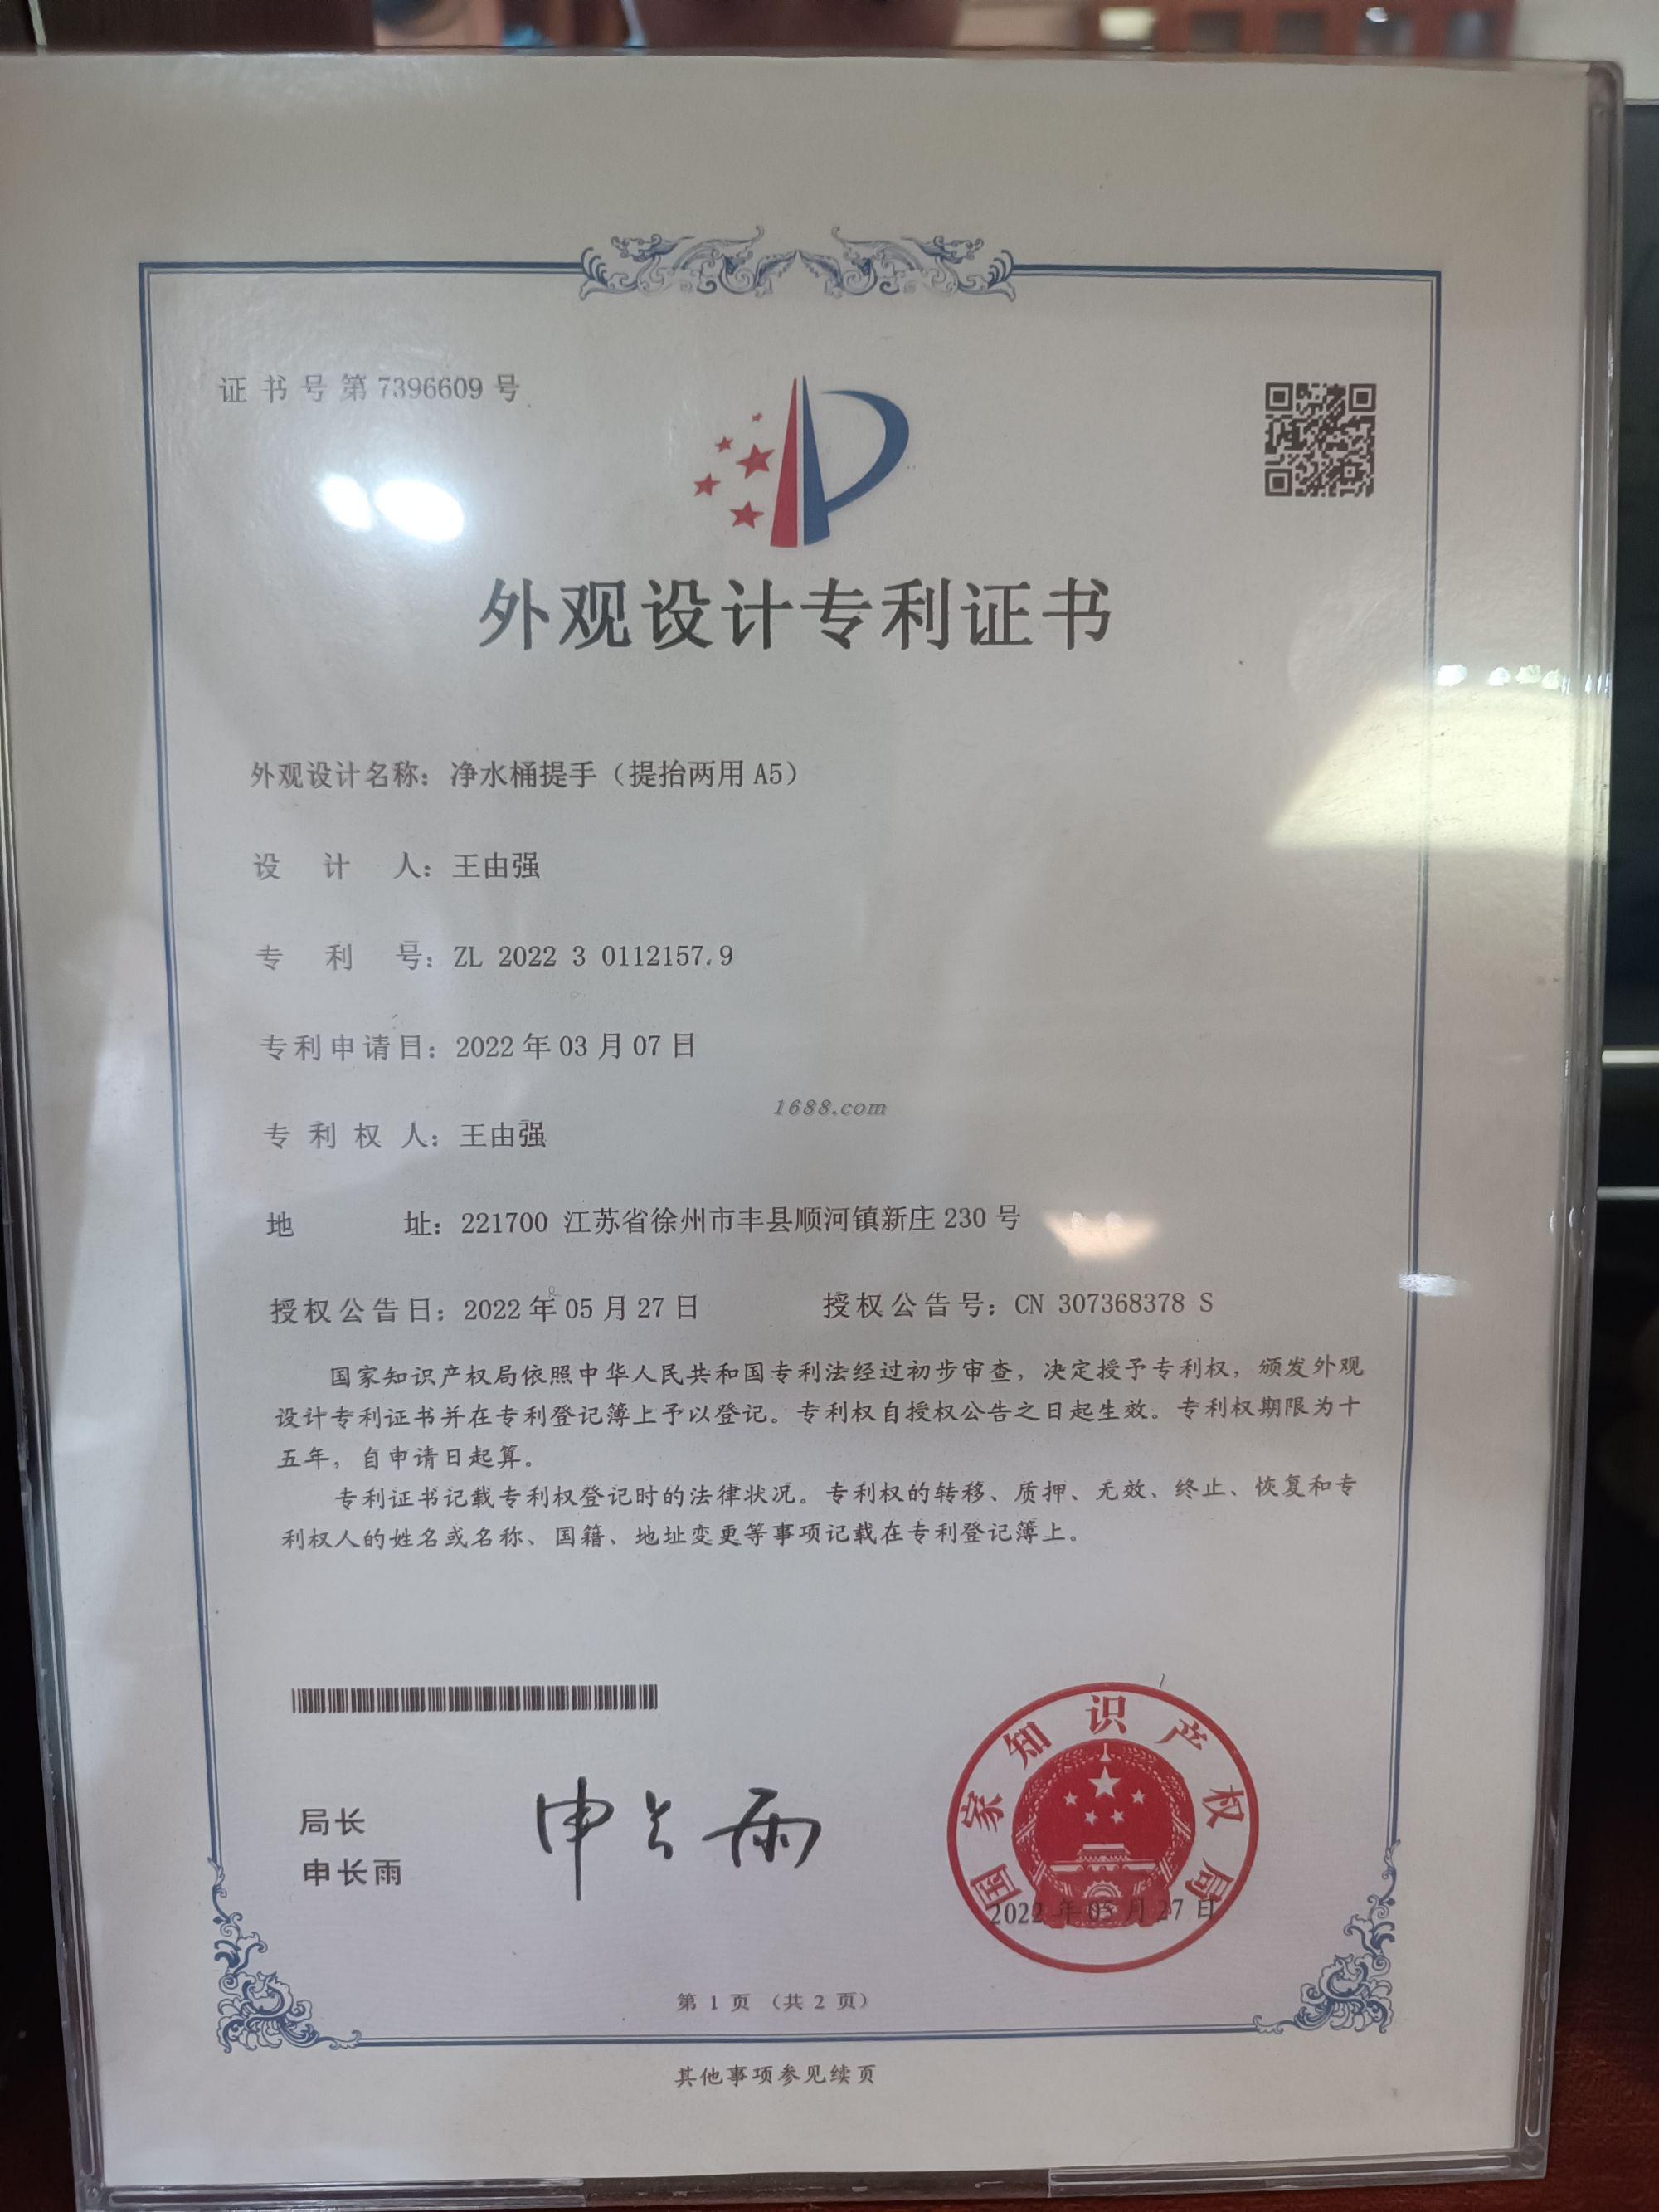 证书号第7396609号
外观设计专利证书
外观设计名称：净水桶提手（提抬两用A5）
设计人：王由强
专利号：ZL 2022 3 0112157.9
专利申请日：2022年03月07日
1688.com
专利权人：王由强
地址：221700 江苏省徐州市丰县顺河镇新庄230号
授权公告日：2022年05月27日 授权公告号：CN 307368378 S
国家知识产权局依照中华人民共和国专利法经过初步审查，决定授予专利权，颁发外观
设计专利证书并在专利登记簿上予以登记。专利权自授权公告之日起生效。专利权期限为十
五年，自申请日起算。
专利证书记载专利权登记时的法律状况。专利权的转移、质押、无效、终止、恢复和专
利权人的姓名或名称、国籍、地址变更等事项记载在专利登记簿上。
国家知识产权局
局长
申长雨
申长雨
2022年05月27日
第 1 页 （共 2 页）
其他事项参见续页